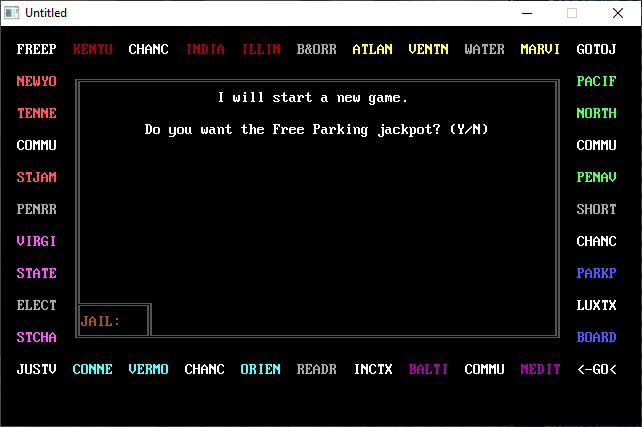 Untitled
FREEP KENTU CHANC INDIA ILLIN B&ORR ATLAN VENTN WATER MARVI GOTOJ
NEWYO PACIF
I will start a new game.
TENNE NORTH
Do you want the Free Parking jackpot? (Y/N)
COMMU COMMU
STJAM PENAV
PENRR SHORT
VIRGI CHANC
STATE PARKP
ELECT LUXTX
JAIL:
STCHA BOARD
JUSTV CONNE VERMO CHANC ORIEN READR INCTX BALTI COMMU MEDIT <-GO<